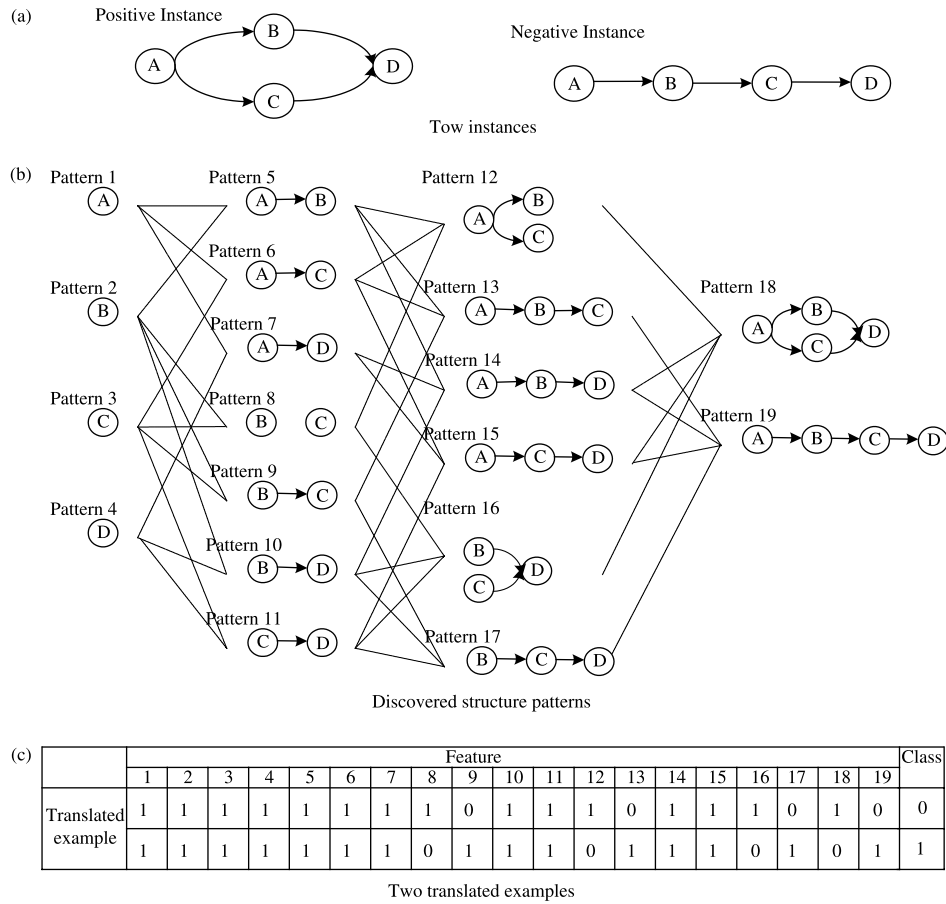 (a)
Positive Instance
Negative Instance
B
A
D
C
A B C D
Tow instances
(b)
Pattern 1
A
Pattern 2
B
Pattern 3
C
Pattern 4
D
Pattern 5
A B
Pattern 6
A C
Pattern 7
A D
Pattern 8
B C
Pattern 9
B C
Pattern 10
B D
Pattern 11
C D
Pattern 12
B
A
C
Pattern 13
A B C
Pattern 14
A B D
Pattern 15
A C D
Pattern 16
B
D
C
Pattern 17
B C D
Pattern 18
B
A
D
C
Pattern 19
A B C D
Discovered structure patterns
(c)
Feature Class
1 2 3 4 5 6 7 8 9 10 11 12 13 14 15 16 17 18 19
Translated example
1 1 1 1 1 1 1 1 0 1 1 1 0 1 1 1 0 1 0 0
1 1 1 1 1 1 1 0 1 1 1 0 1 1 1 0 1 0 1 1
Two translated examples